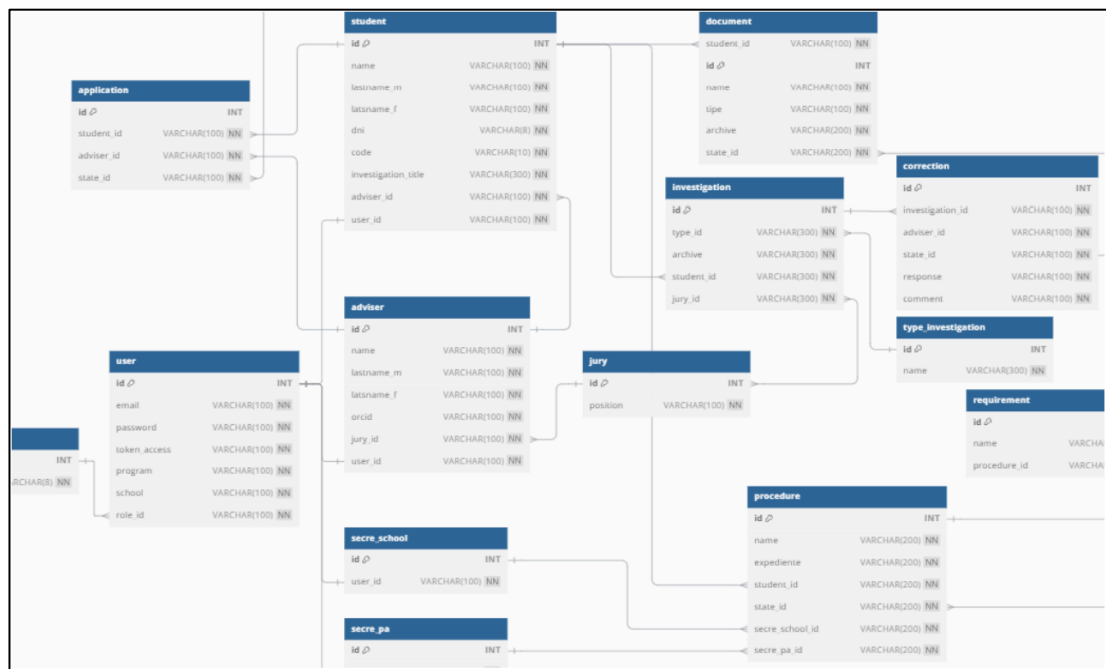 student
id INT
name VARCHAR(100) NN
lastname_m VARCHAR(100) NN
latsname_f VARCHAR(100) NN
dni VARCHAR(8) NN
code VARCHAR(10) NN
investigation_title VARCHAR(300) NN
adviser_id VARCHAR(100) NN
user_id VARCHAR(100) NN
document
student_id VARCHAR(100) NN
id INT
name VARCHAR(100) NN
tipe VARCHAR(100) NN
archive VARCHAR(200) NN
state_id VARCHAR(200) NN
application
id INT
student_id VARCHAR(100) NN
adviser_id VARCHAR(100) NN
state_id VARCHAR(100) NN
correction
id INT
investigation_id VARCHAR(100) NN
adviser_id VARCHAR(100) NN
state_id VARCHAR(100) NN
response VARCHAR(100) NN
comment VARCHAR(100) NN
investigation
id INT
type_id VARCHAR(300) NN
archive VARCHAR(300) NN
student_id VARCHAR(300) NN
jury_id VARCHAR(300) NN
adviser
id INT
name VARCHAR(100) NN
lastname_m VARCHAR(100) NN
latsname_f VARCHAR(100) NN
orcid VARCHAR(100) NN
jury_id VARCHAR(100) NN
user_id VARCHAR(100) NN
type_investigation
id INT
name VARCHAR(300) NN
user
id INT
email VARCHAR(100) NN
password VARCHAR(100) NN
token_access VARCHAR(100) NN
program VARCHAR(100) NN
school VARCHAR(100) NN
role_id VARCHAR(100) NN
jury
id INT
position VARCHAR(100) NN
requirement
id
name VARCHA
procedure_id VARCHA
INT
RCHAR(8) NN
procedure
id INT
name VARCHAR(200) NN
expediente VARCHAR(200) NN
student_id VARCHAR(200) NN
state_id VARCHAR(200) NN
secre_school_id VARCHAR(200) NN
secre_pa_id VARCHAR(200) NN
secre_school
id INT
user_id VARCHAR(100) NN
secre_pa
id INT